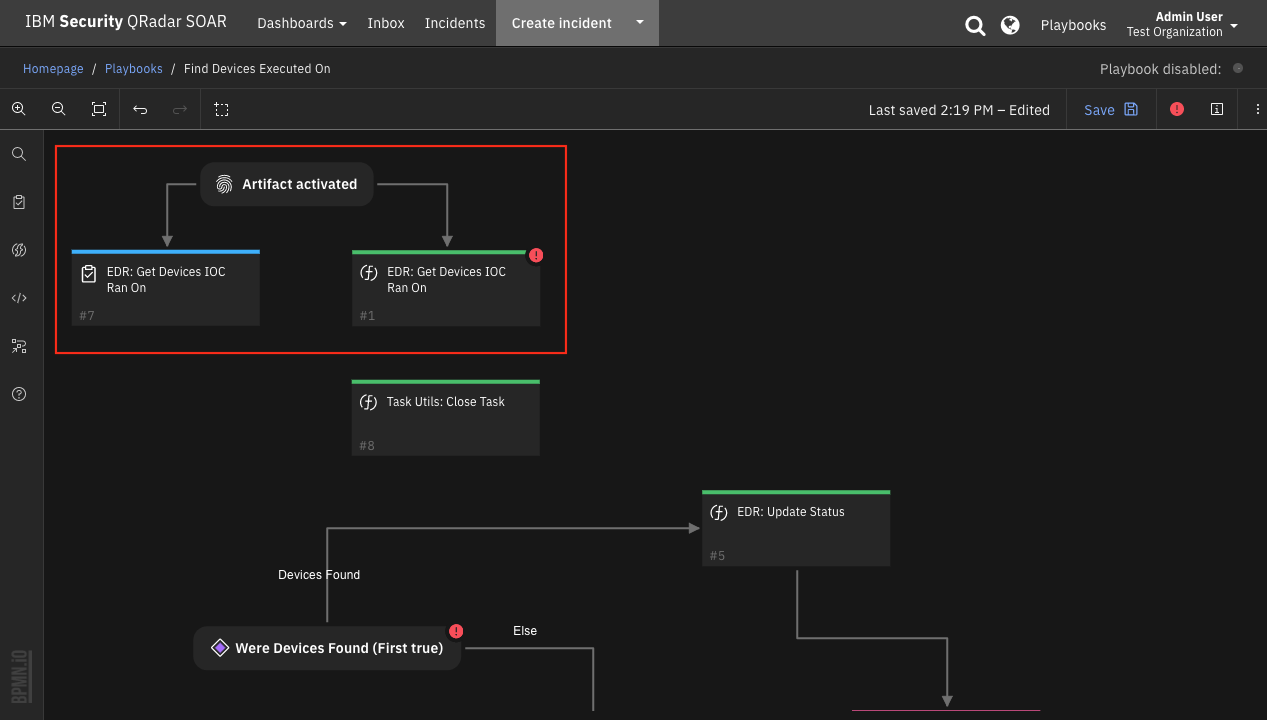 IBM Security QRadar SOAR
Dashboards
Inbox
Incidents
Create incident
Playbooks
Admin User
Test Organization
Homepage / Playbooks / Find Devices Executed On
Playbook disabled:
Last saved 2:19 PM – Edited
Save
Artifact activated
EDR: Get Devices IOC
Ran On
#7
EDR: Get Devices IOC
Ran On
#1
Task Utils: Close Task
#8
EDR: Update Status
#5
Devices Found
Else
Were Devices Found (First true)
BPMN.iO